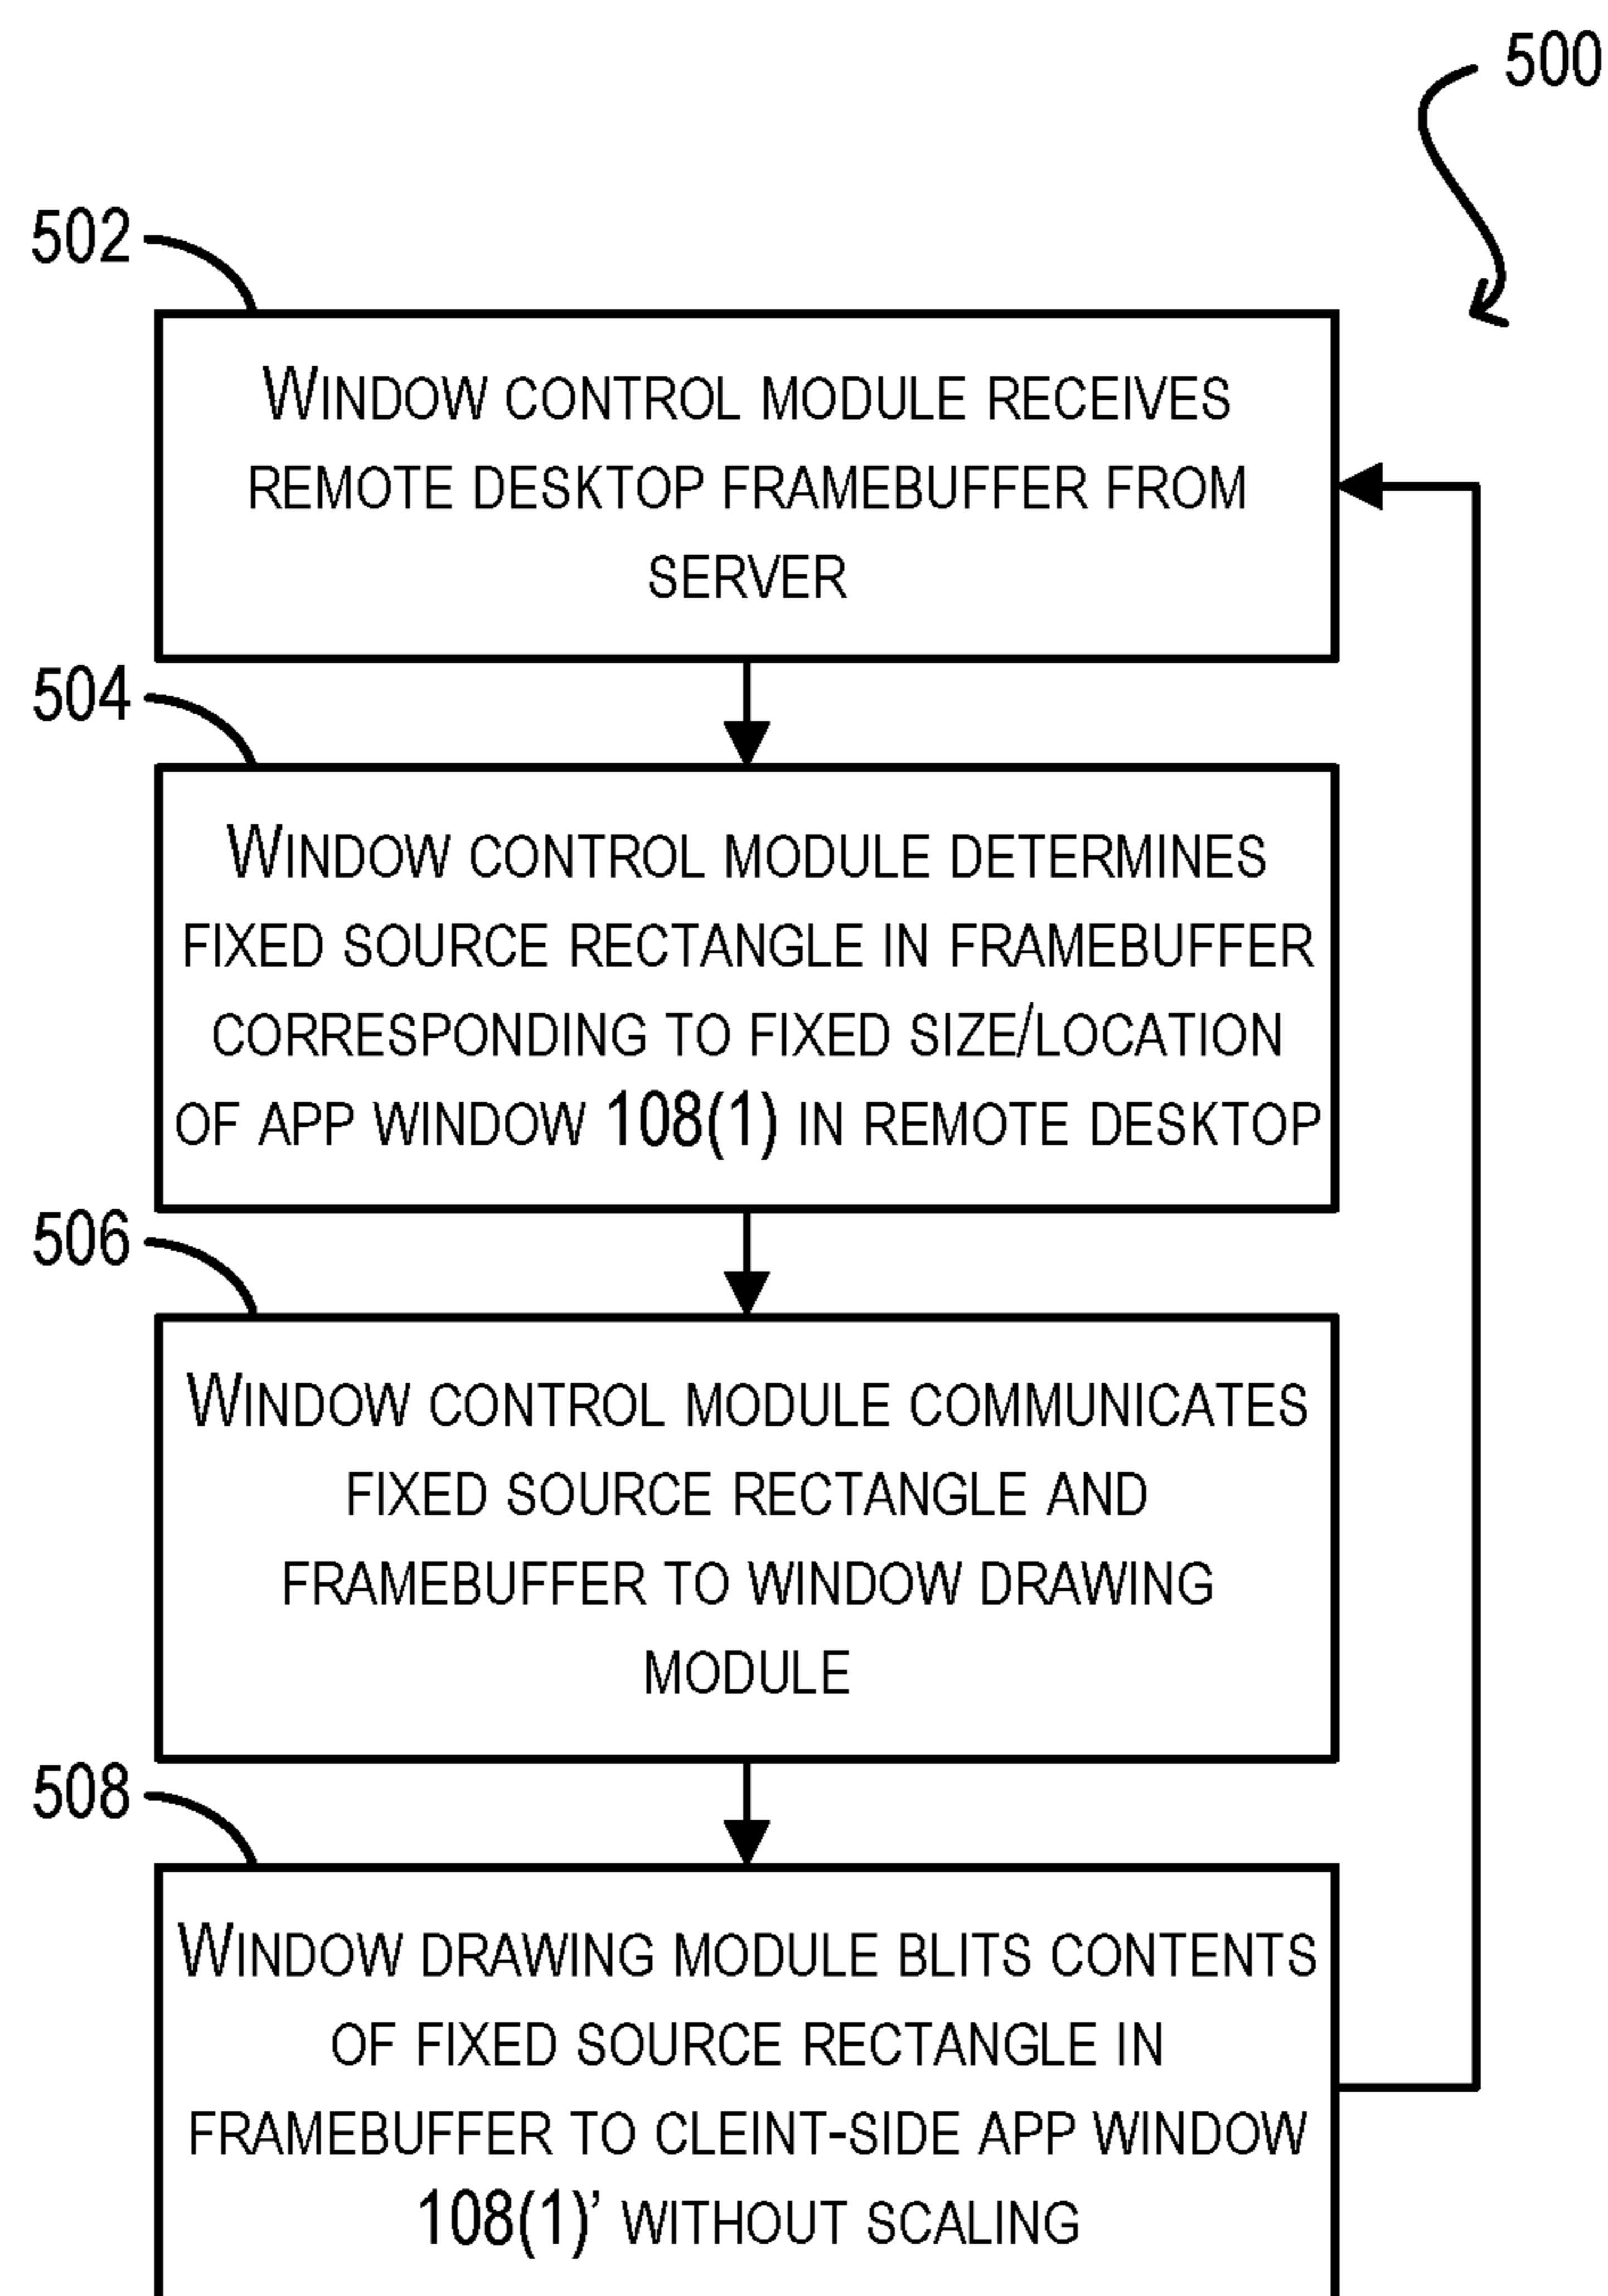 500
502
WINDOW CONTROL MODULE RECEIVES
REMOTE DESKTOP FRAMEBUFFER FROM
SERVER
504
WINDOW CONTROL MODULE DETERMINES
FIXED SOURCE RECTANGLE IN FRAMEBUFFER
CORRESPONDING TO FIXED SIZE/LOCATION
OF APP WINDOW 108(1) IN REMOTE DESKTOP
506
WINDOW CONTROL MODULE COMMUNICATES
FIXED SOURCE RECTANGLE AND
FRAMEBUFFER TO WINDOW DRAWING
MODULE
508
WINDOW DRAWING MODULE BLITS CONTENTS
OF FIXED SOURCE RECTANGLE IN
FRAMEBUFFER TO CLEINT-SIDE APP WINDOW
108(1)’ WITHOUT SCALING